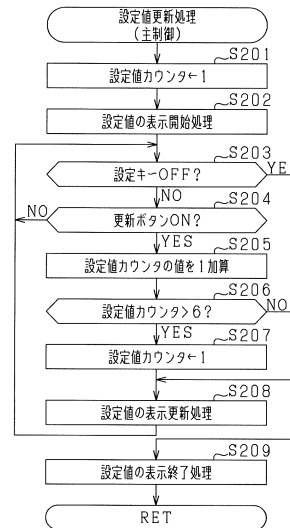 設定値更新処理
(主制御)
S201
設定値カウンタ←1
S202
設定値の表示開始処理
S203
設定キーOFF?
YE
NO
S204
NO
更新ボタンON?
YES
S205
設定値カウンタの値を1加算
S206
設定値カウンタ>6?
NO
YES
S207
設定値カウンタ←1
S208
設定値の表示更新処理
S209
設定値の表示終了処理
RET